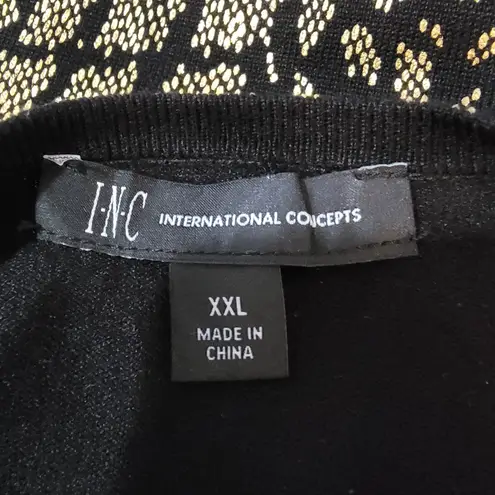 I·N·C INTERNATIONAL CONCEPTS
XXL
MADE IN
CHINA